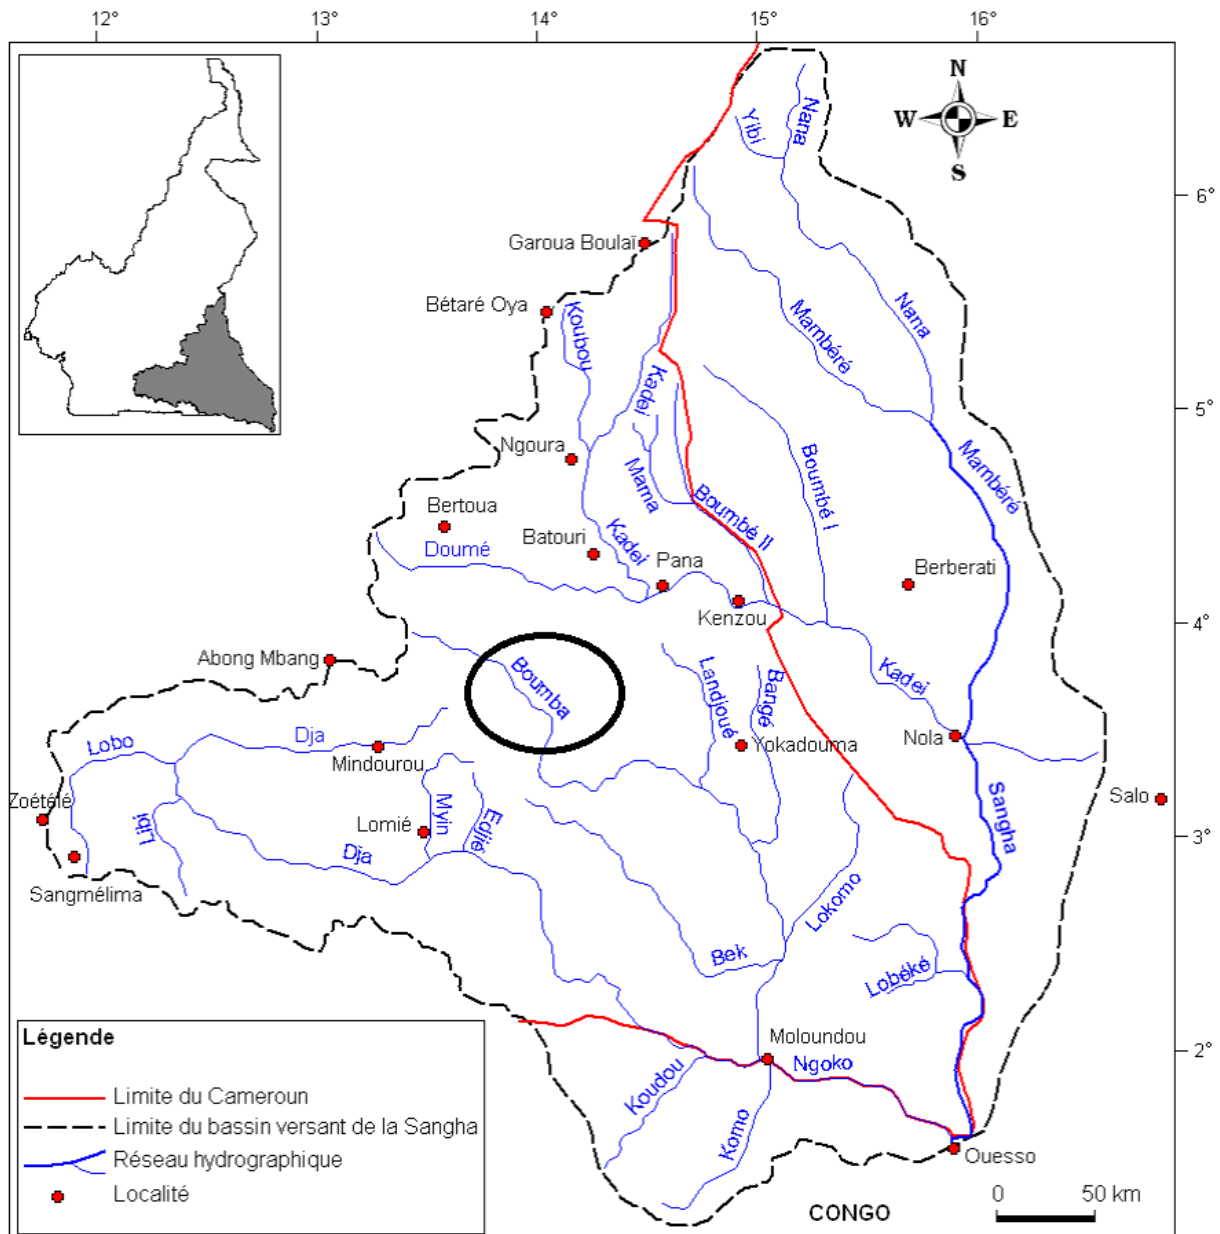 12°
13°
14°
15°
16°
N
W
E
S
Nana
Yibi
6°
Garoua Boulaï
Bétaré Oya
Koubou
Mambéré
Nana
Kadei
5°
Ngoura
Mama
Boumbé I
Mambéré
Bertoua
Boumbé II
Doumé
Batouri
Kadei
Pana
Berberati
Kenzou
4°
Abong Mbang
Boumba
Landjoué
Bangé
Kadei
Lobo
Dja
Nola
Yokadouma
Mindourou
Zoétélé
Libi
Myin
Edjié
Sangha
Salo
Lomié
3°
Dja
Sangmélima
Lokomo
Bek
Lobéké
Moloundou
2°
Ngoko
Koudou
Komo
Ouesso
Légende
Limite du Cameroun
Limite du bassin versant de la Sangha
Réseau hydrographique
Localité
CONGO
0 50 km